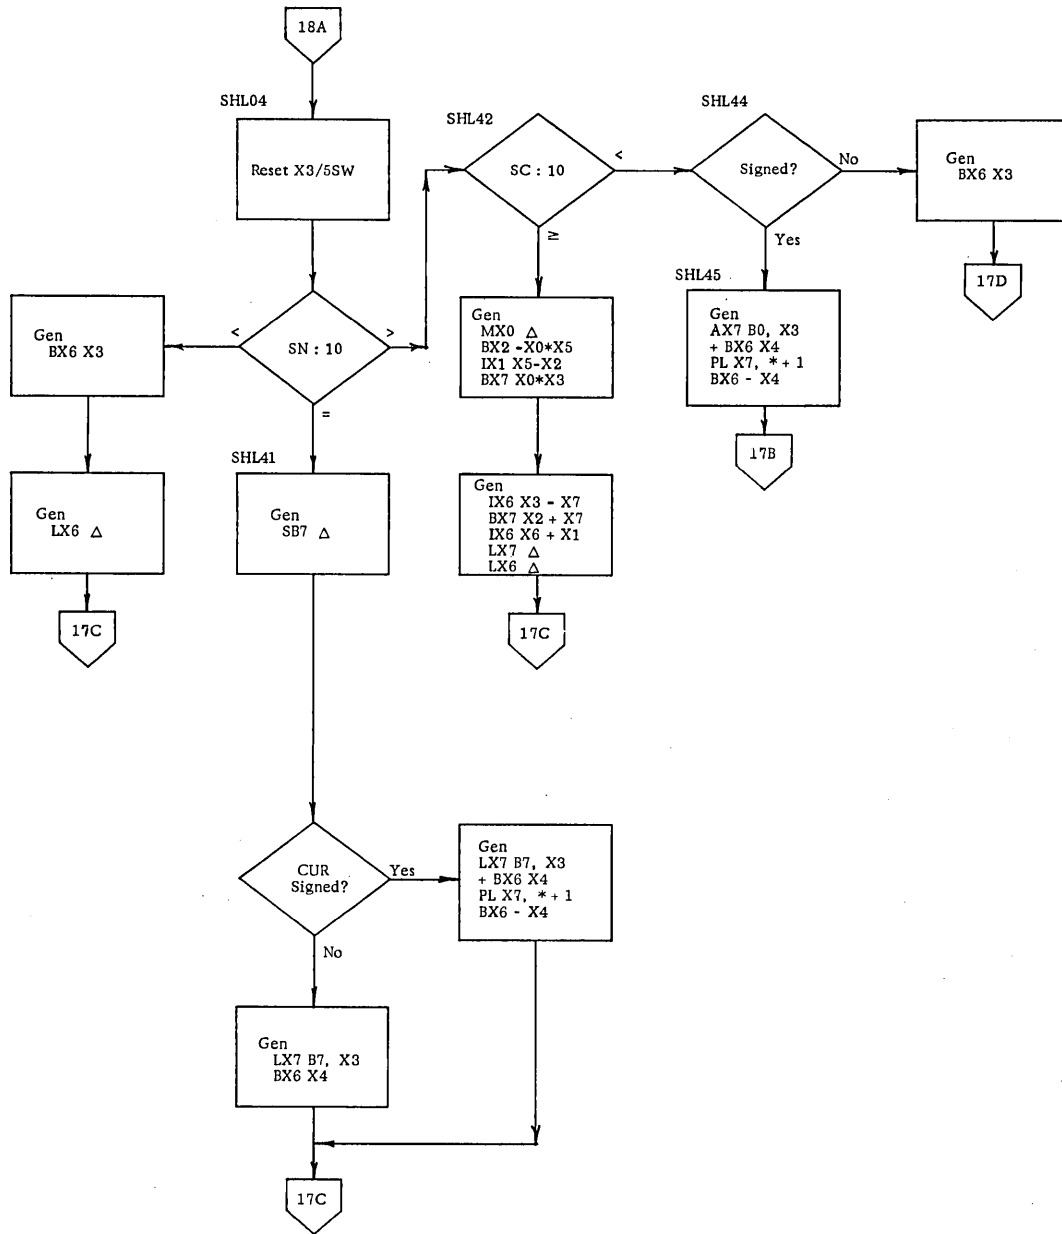 18A
SHL04
Reset X3/5SW
SHL42
SC : 10
<
≥
SHL44
Signed?
No
Yes
Gen
BX6 X3
17D
SHL45
Gen
AX7 B0, X3
+ BX6 X4
PL X7, * + 1
BX6 - X4
17B
Gen
BX6 X3
<
SN : 10
>
=
Gen
MX0 △
BX2 -X0*X5
IX1 X5-X2
BX7 X0*X3
Gen
LX6 △
17C
SHL41
Gen
SB7 △
Gen
IX6 X3 - X7
BX7 X2 + X7
IX6 X6 + X1
LX7 △
LX6 △
17C
CUR
Signed?
Yes
No
Gen
LX7 B7, X3
+ BX6 X4
PL X7, * + 1
BX6 - X4
Gen
LX7 B7, X3
BX6 X4
17C